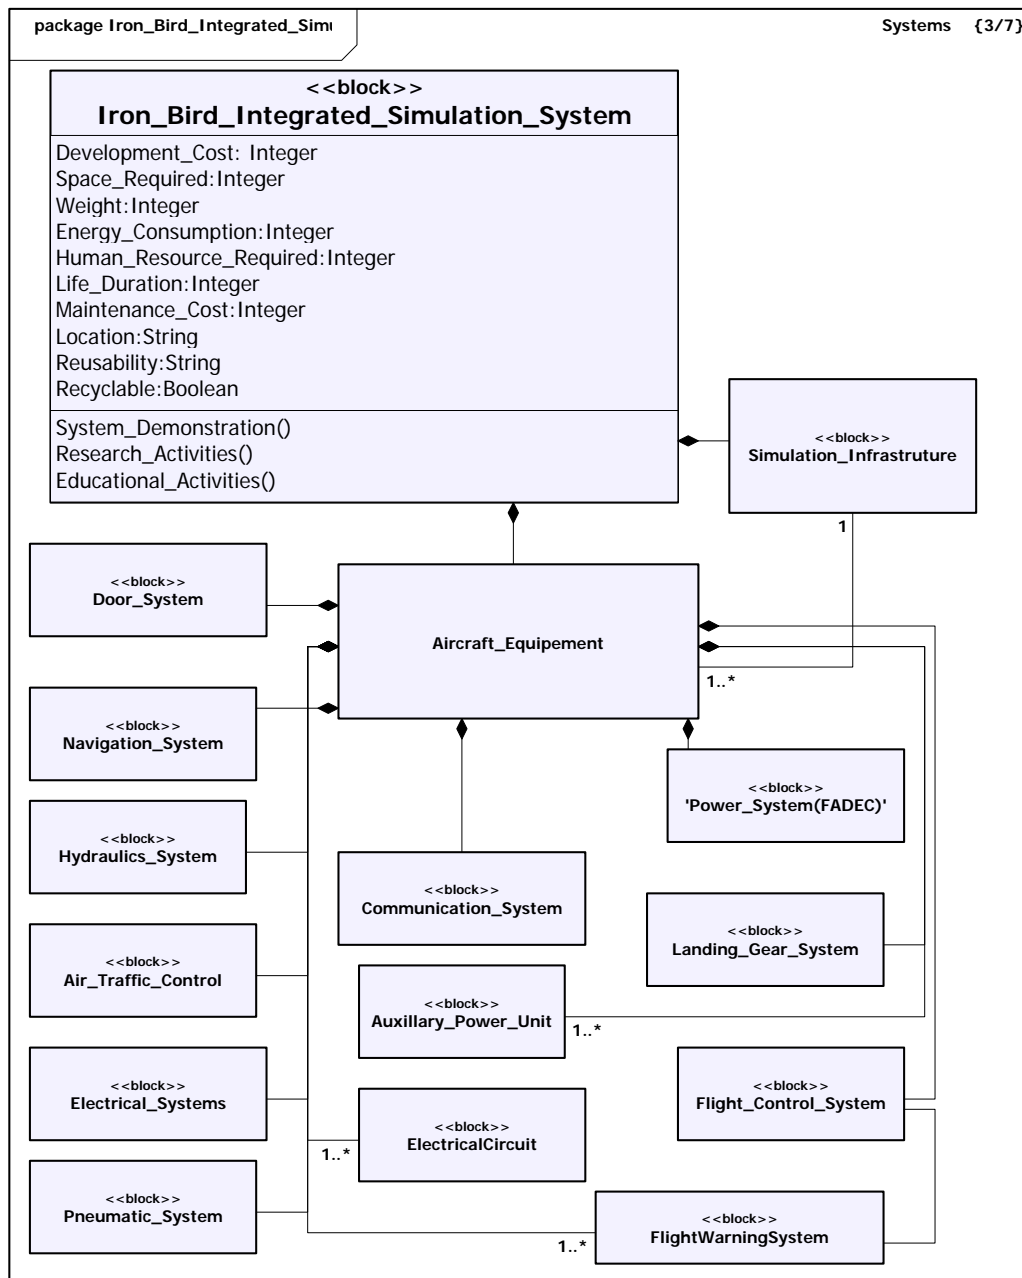 package Iron_Bird_Integrated_Simu
Systems {3/7}
<<block>>
Iron_Bird_Integrated_Simulation_System
Development_Cost: Integer
Space_Required:Integer
Weight:Integer
Energy_Consumption:Integer
Human_Resource_Required:Integer
Life_Duration:Integer
Maintenance_Cost:Integer
Location:String
Reusability:String
Recyclable:Boolean
System_Demonstration()
Research_Activities()
Educational_Activities()
<<block>>
Simulation_Infrastruture
1
<<block>>
Door_System
Aircraft_Equipement
1..*
<<block>>
Navigation_System
<<block>>
'Power_System(FADEC)'
<<block>>
Hydraulics_System
<<block>>
Communication_System
<<block>>
Landing_Gear_System
<<block>>
Air_Traffic_Control
<<block>>
Auxillary_Power_Unit
1..*
<<block>>
Electrical_Systems
<<block>>
Flight_Control_System
<<block>>
ElectricalCircuit
1..*
<<block>>
Pneumatic_System
<<block>>
FlightWarningSystem
1..*